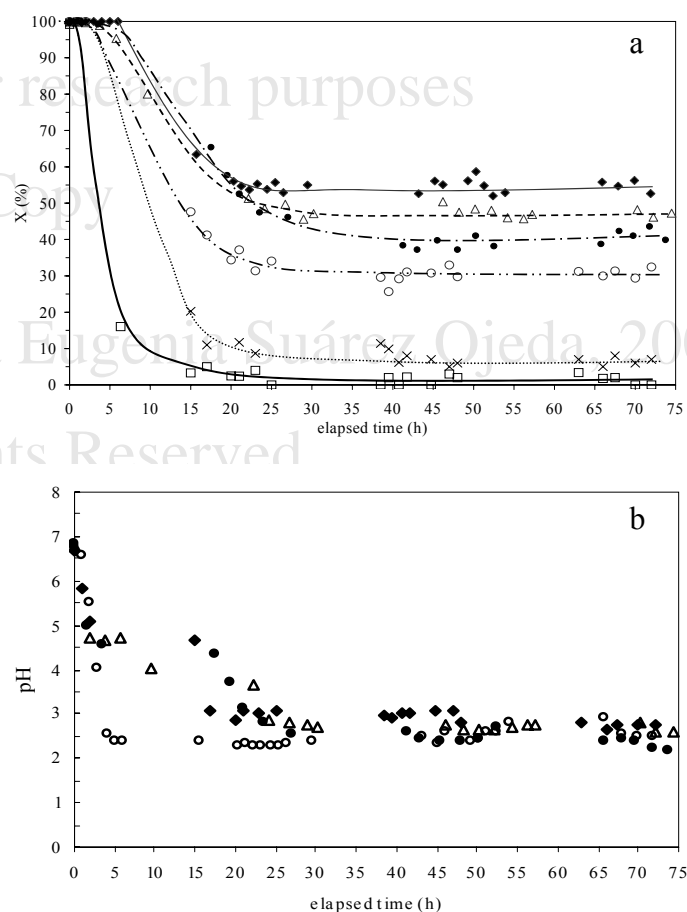 100
a
90
r research purposes
80
70
60
Copy
X (%)
50
40
30
Eugenia Suárez Ojeda, 200
20
10
0
0 5 10 15 20 25 30 35 40 45 50 55 60 65 70 75
elapsed time (h)
ts Reserved
8
b
7
6
5
pH
4
3
2
1
0
0 5 10 15 20 25 30 35 40 45 50 55 60 65 70 75
elapsed time (h)